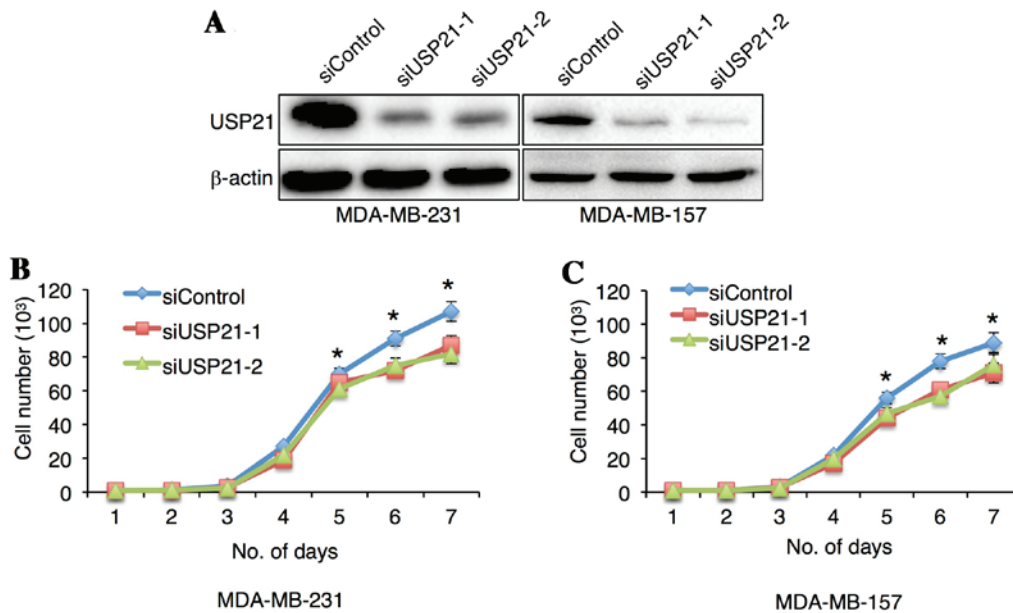 A
siControl siUSP21-1 siUSP21-2 siControl siUSP21-1 siUSP21-2
USP21
β-actin
MDA-MB-231 MDA-MB-157
B
Cell number (10³)
120
100
80
60
40
20
0
siControl
siUSP21-1
siUSP21-2
* * *
1 2 3 4 5 6 7
No. of days
MDA-MB-231
C
Cell number (10³)
120
100
80
60
40
20
0
siControl
siUSP21-1
siUSP21-2
* * *
1 2 3 4 5 6 7
No. of days
MDA-MB-157